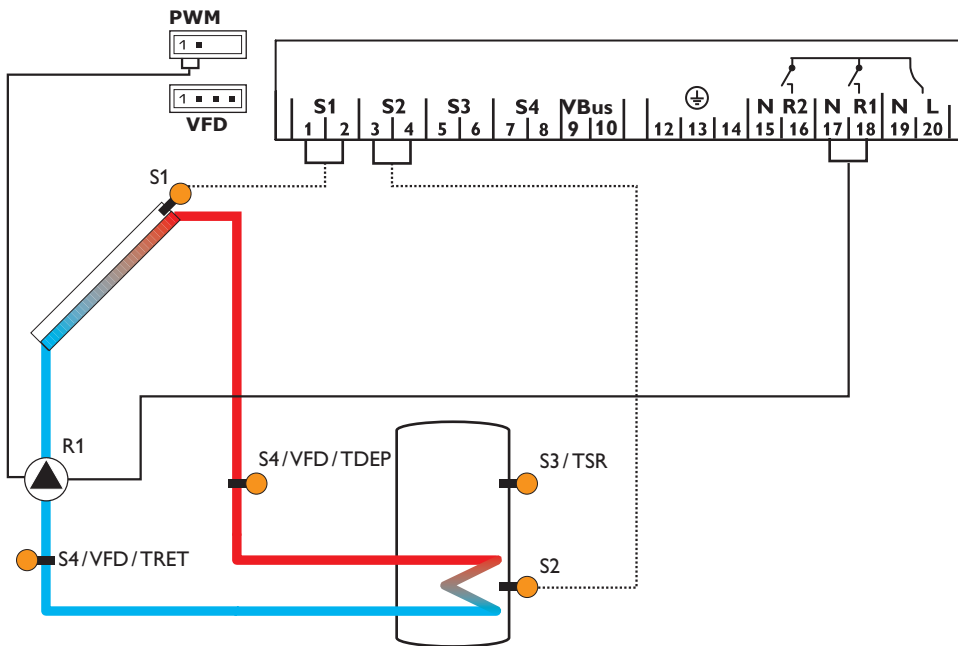 PWM
1
1
VFD
S1 S2 S3 S4 VBus N R2 N R1 N L
1 2 3 4 5 6 7 8 9 10 12 13 14 15 16 17 18 19 20
S1
R1
S4/VFD/TDEP
S3/TSR
S4/VFD/TRET
S2